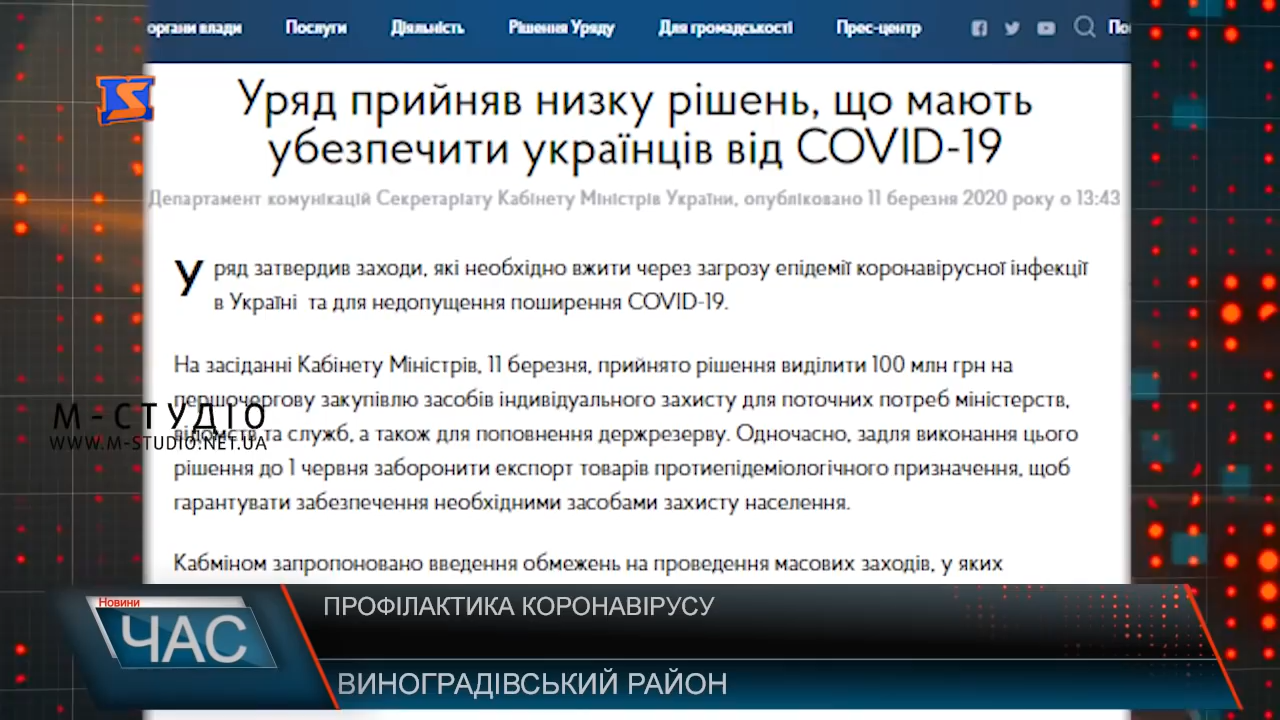 органи влади Послуги Діяльність Рішення Уряду Для громадськості Прес-центр
Уряд прийняв низку рішень, що мають
убезпечити українців від COVID-19
Департамент комунікацій Секретаріату Кабінету Міністрів України, опубліковано 11 березня 2020 року о 13:43
Уряд затвердив заходи, які необхідно вжити через загрозу епідемії коронавірусної інфекції
в Україні та для недопущення поширення COVID-19.
На засіданні Кабінету Міністрів, 11 березня, прийнято рішення виділити 100 млн грн на
першочергову закупівлю засобів індивідуального захисту для поточних потреб міністерств,
М-СТУДІО
відомств та служб, а також для поповнення держрезерву. Одночасно, задля виконання цього
WWW.M-STUDIO.NET.UA
рішення до 1 червня заборонити експорт товарів протиепідеміологічного призначення, щоб
гарантувати забезпечення необхідними засобами захисту населення.
Кабміном запропоновано введення обмежень на проведення масових заходів, у яких
Новини
ЧАС
ПРОФІЛАКТИКА КОРОНАВІРУСУ
ВИНОГРАДІВСЬКИЙ РАЙОН